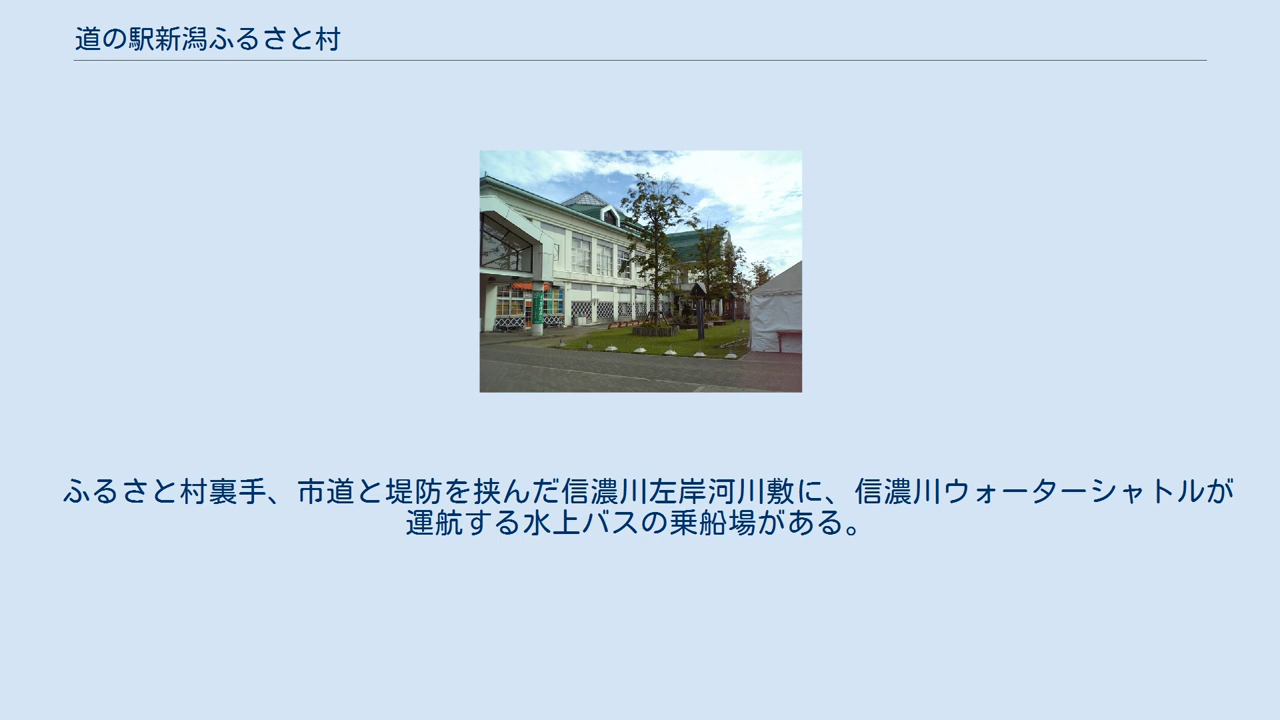 道の駅新潟ふるさと村
ふるさと村裏手、市道と堤防を挟んだ信濃川左岸河川敷に、信濃川ウォーターシャトルが
運航する水上バスの乗船場がある。